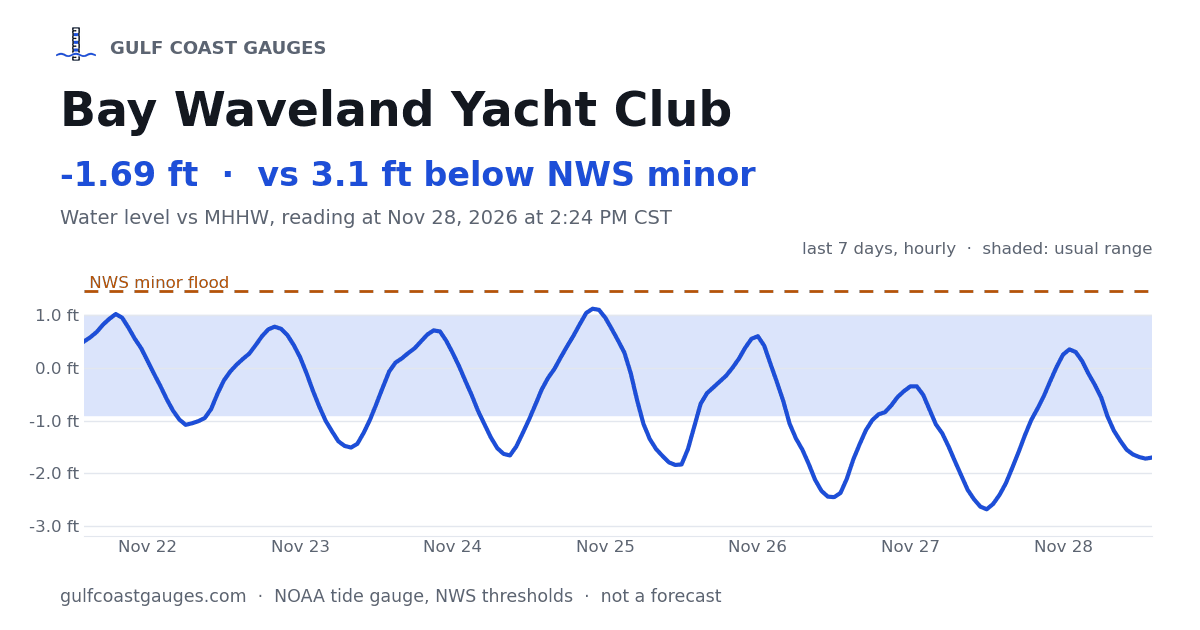 GULF COAST GAUGES
Bay Waveland Yacht Club
-1.69 ft · vs 3.1 ft below NWS minor
Water level vs MHHW, reading at Nov 28, 2026 at 2:24 PM CST
last 7 days, hourly · shaded: usual range
NWS minor flood
1.0 ft
0.0 ft
-1.0 ft
-2.0 ft
-3.0 ft
Nov 22 Nov 23 Nov 24 Nov 25 Nov 26 Nov 27 Nov 28
gulfcoastgauges.com · NOAA tide gauge, NWS thresholds · not a forecast